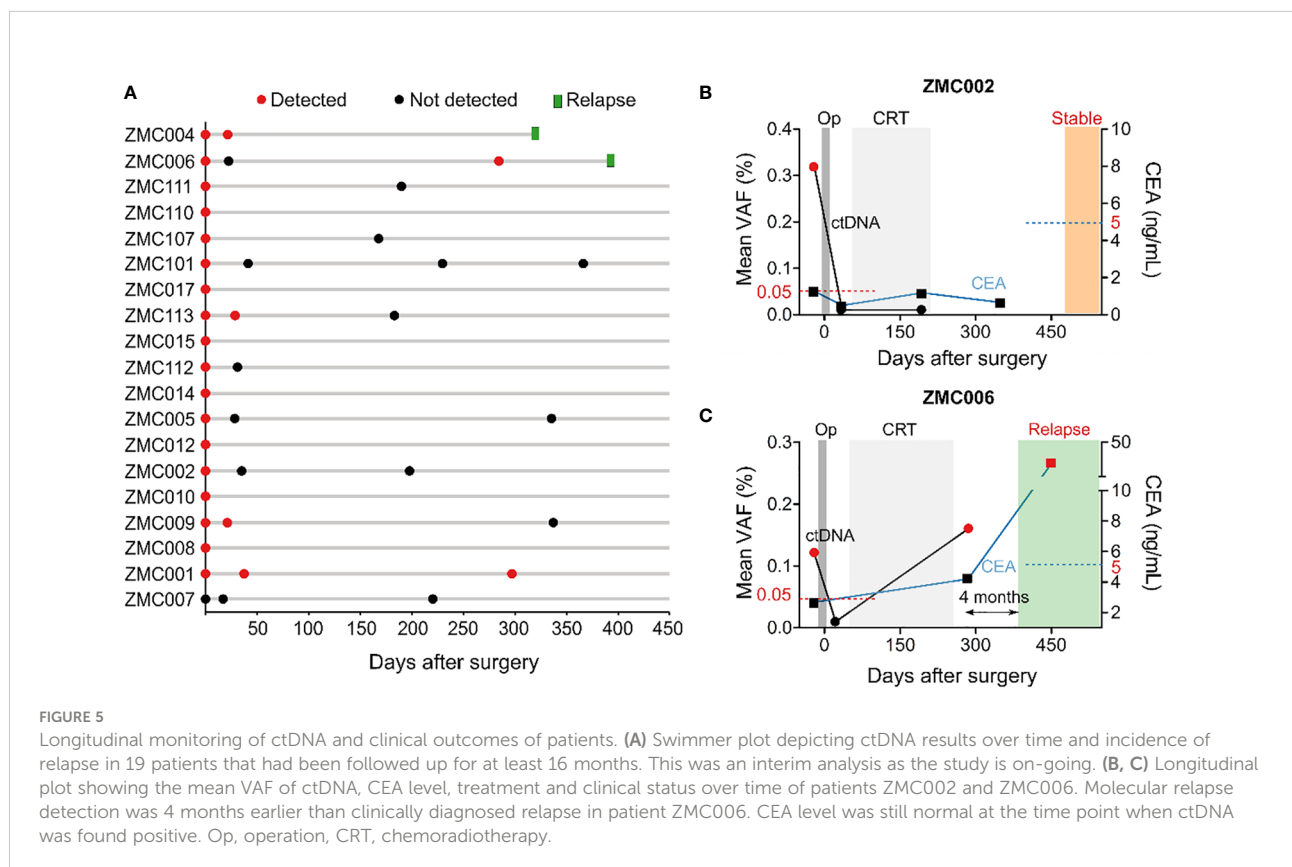 A
Detected Not detected Relapse
ZMC004
ZMC006
ZMC111
ZMC110
ZMC107
ZMC101
ZMC017
ZMC113
ZMC015
ZMC112
ZMC014
ZMC005
ZMC012
ZMC002
ZMC010
ZMC009
ZMC008
ZMC001
ZMC007
50 100 150 200 250 300 350 400 450
Days after surgery
B
ZMC002
Op CRT Stable
Mean VAF (%)
0.4
0.3
0.2
0.1
0.05
0.0
ctDNA
CEA
CEA (ng/mL)
10
8
6
5
4
2
0
0 150 300 450
Days after surgery
C
ZMC006
Op CRT Relapse
Mean VAF (%)
0.3
0.2
0.1
0.05
0.0
ctDNA
CEA
4 months
CEA (ng/mL)
50
10
8
6
5
4
2
0 150 300 450
Days after surgery
FIGURE 5
Longitudinal monitoring of ctDNA and clinical outcomes of patients. (A) Swimmer plot depicting ctDNA results over time and incidence of
relapse in 19 patients that had been followed up for at least 16 months. This was an interim analysis as the study is on-going. (B, C) Longitudinal
plot showing the mean VAF of ctDNA, CEA level, treatment and clinical status over time of patients ZMC002 and ZMC006. Molecular relapse
detection was 4 months earlier than clinically diagnosed relapse in patient ZMC006. CEA level was still normal at the time point when ctDNA
was found positive. Op, operation, CRT, chemoradiotherapy.